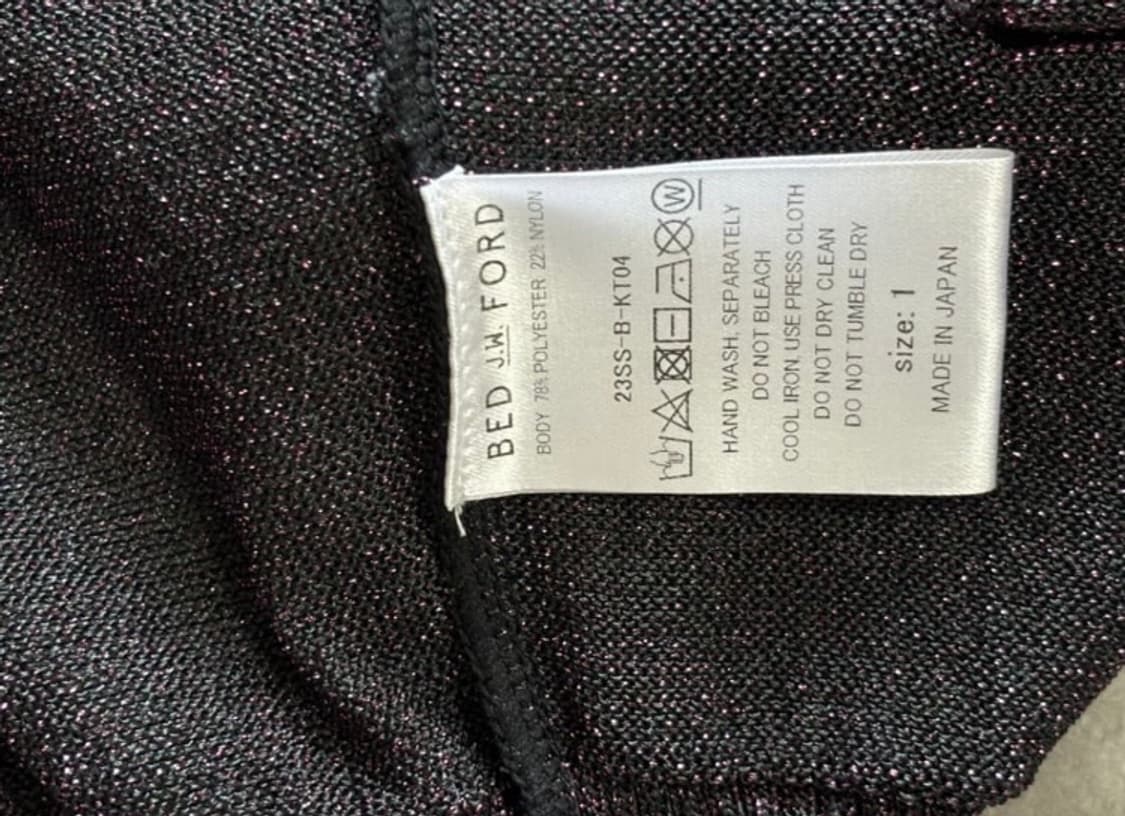 BED J.W. FORD
BODY 78% POLYESTER 22% NYLON
23SS-B-KT04
W
HAND WASH, SEPARATELY
DO NOT BLEACH
COOL IRON, USE PRESS CLOTH
DO NOT DRY CLEAN
DO NOT TUMBLE DRY
size: 1
MADE IN JAPAN